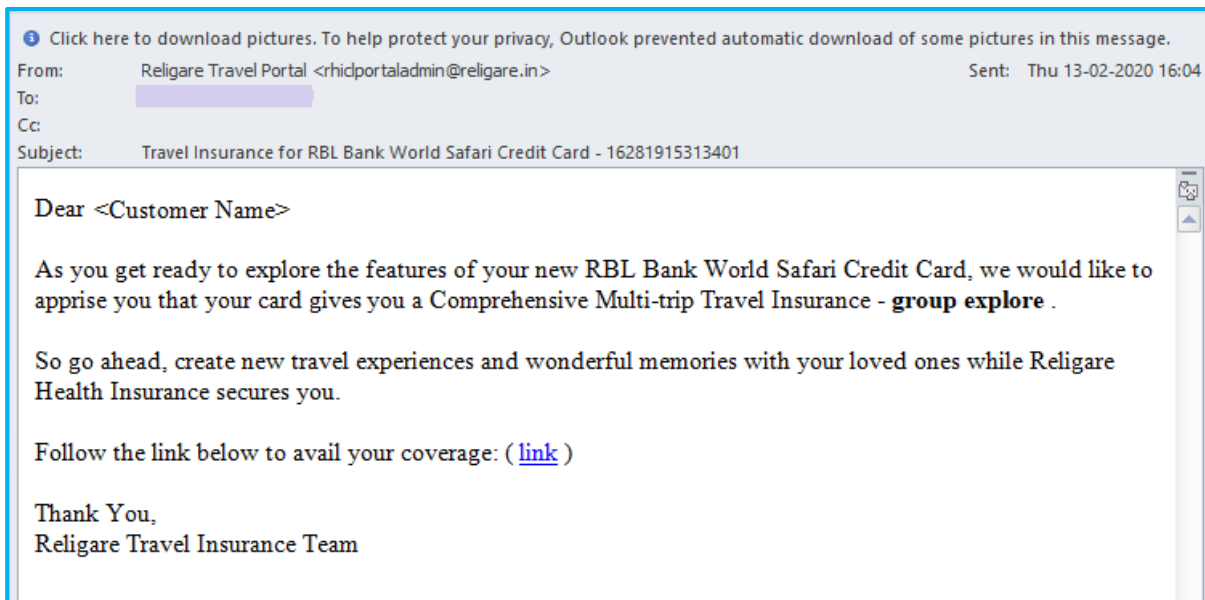 Click here to download pictures. To help protect your privacy, Outlook prevented automatic download of some pictures in this message.
From: Religare Travel Portal <rhiclportaladmin@religare.in> Sent: Thu 13-02-2020 16:04
To:
Cc:
Subject: Travel Insurance for RBL Bank World Safari Credit Card - 16281915313401
Dear <Customer Name>
As you get ready to explore the features of your new RBL Bank World Safari Credit Card, we would like to
apprise you that your card gives you a Comprehensive Multi-trip Travel Insurance - group explore .
So go ahead, create new travel experiences and wonderful memories with your loved ones while Religare
Health Insurance secures you.
Follow the link below to avail your coverage: ( link )
Thank You,
Religare Travel Insurance Team